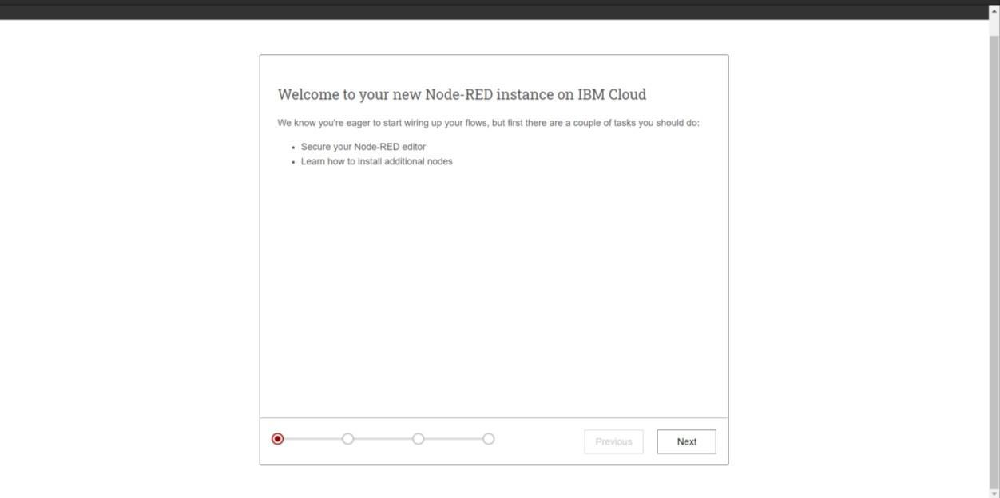 Welcome to your new Node-RED instance on IBM Cloud
We know you're eager to start wiring up your flows, but first there are a couple of tasks you should do:
• Secure your Node-RED editor
• Learn how to install additional nodes
Previous
Next